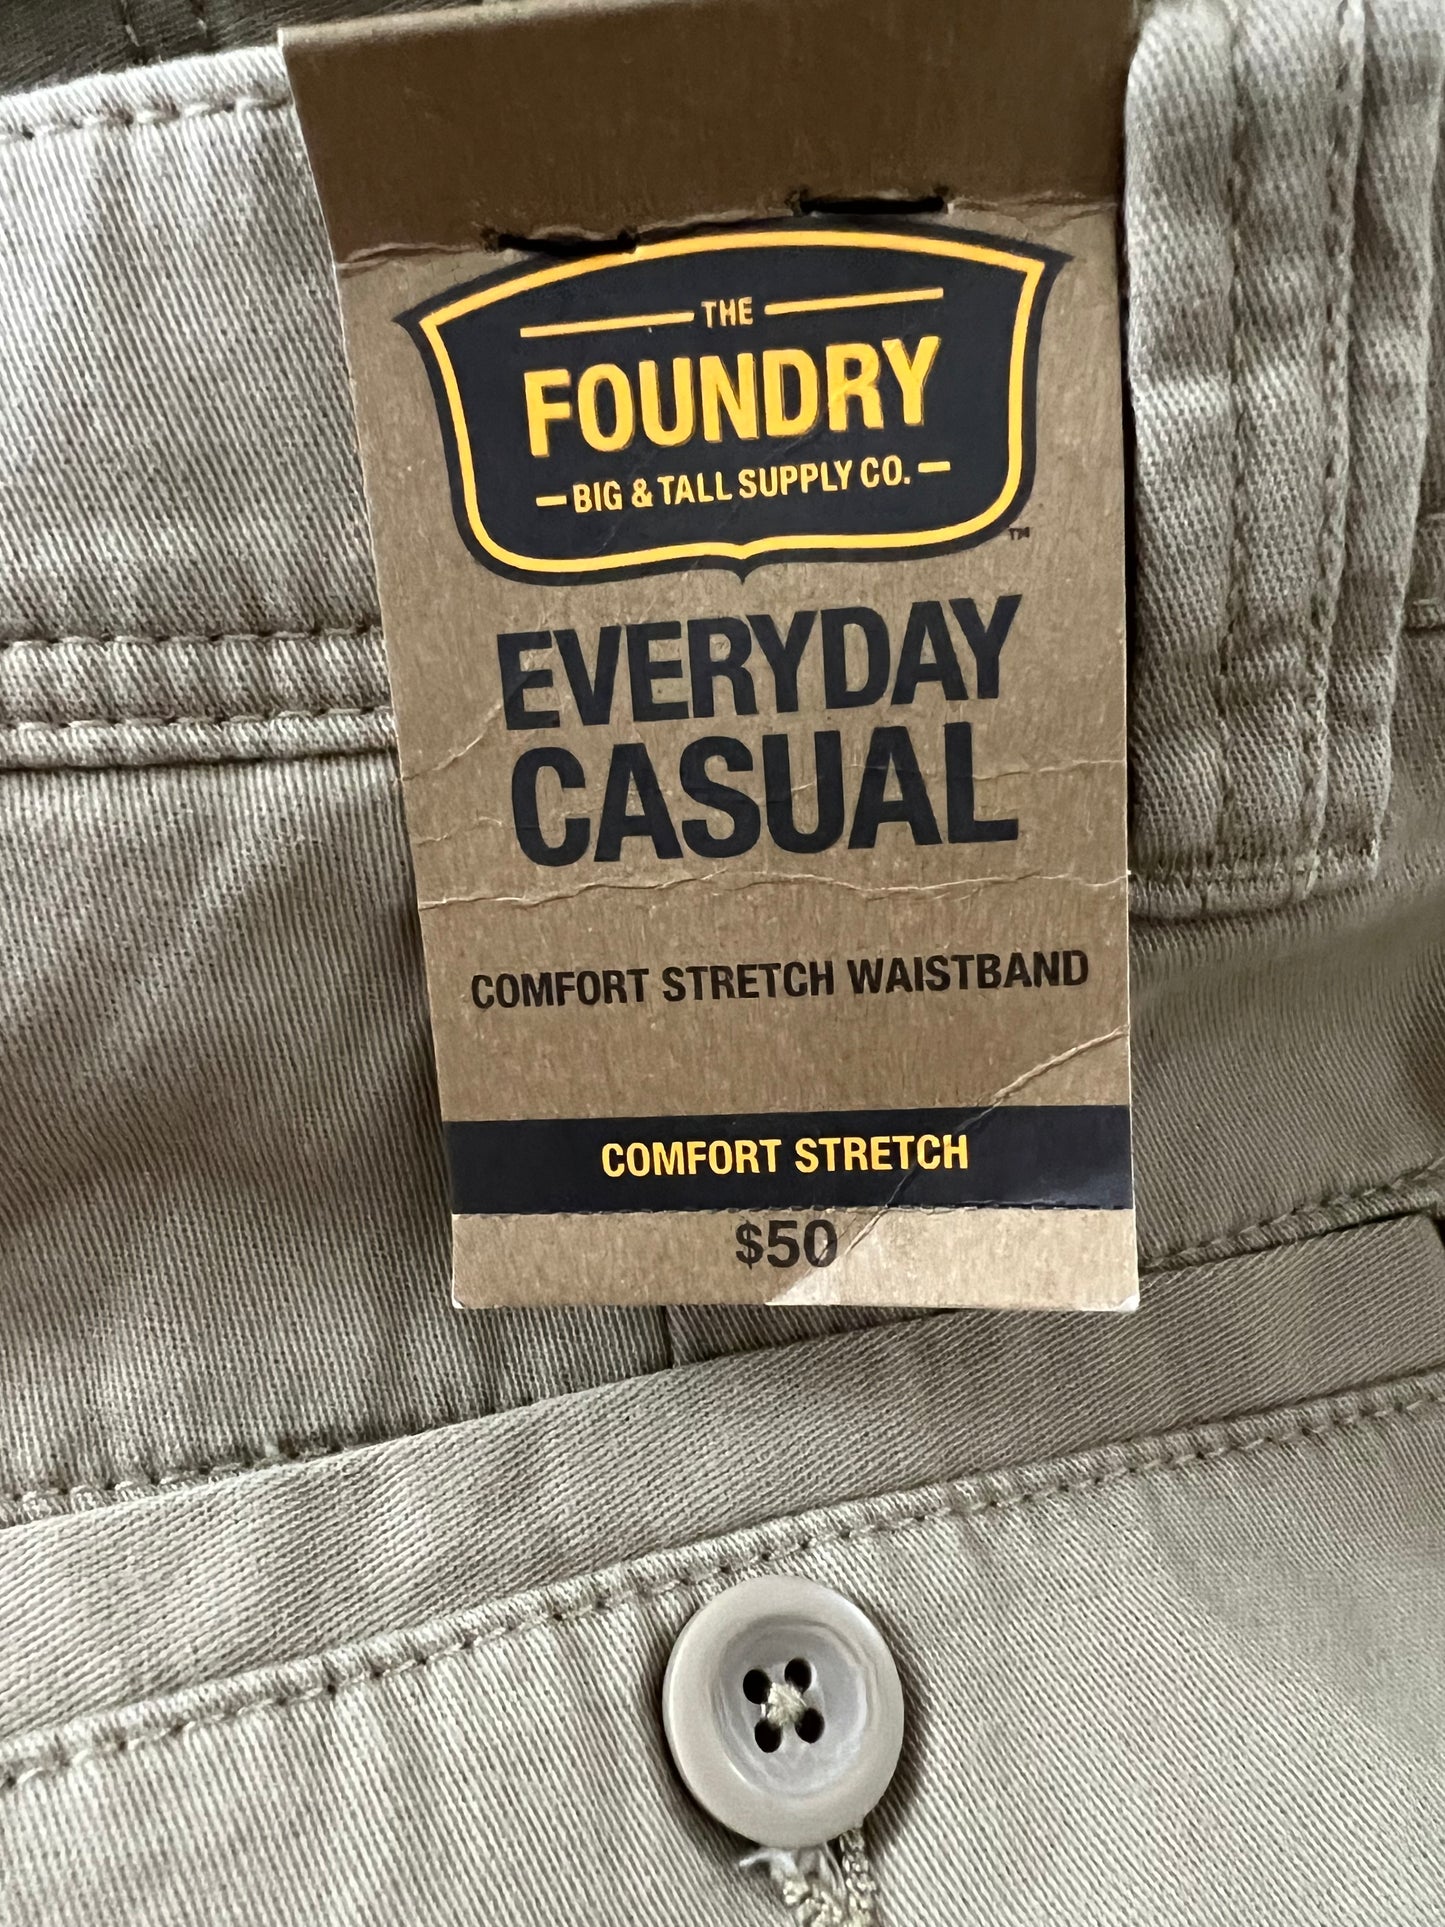 THE
FOUNDRY
BIG & TALL SUPPLY CO.
TM
EVERYDAY
CASUAL
COMFORT STRETCH WAISTBAND
COMFORT STRETCH
$50